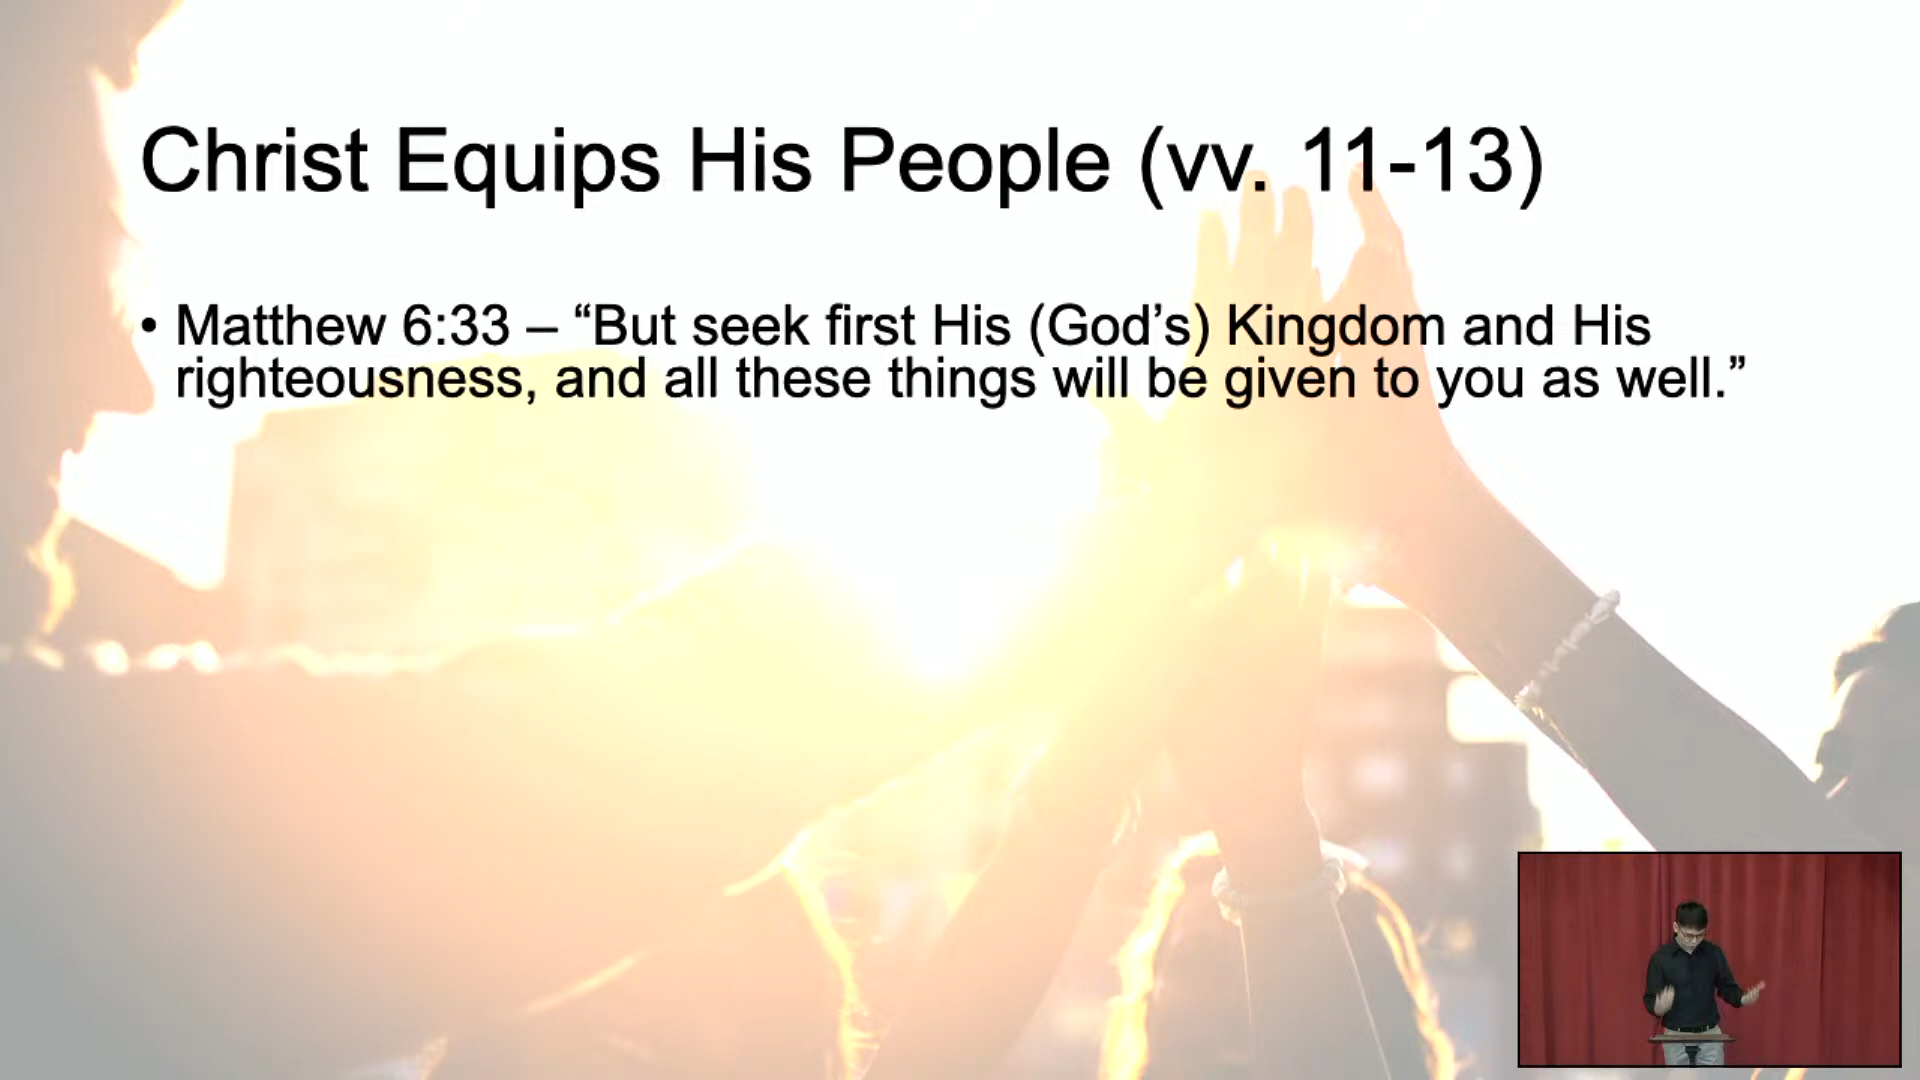 Christ Equips His People (vv. 11-13)
• Matthew 6:33 – “But seek first His (God’s) Kingdom and His
righteousness, and all these things will be given to you as well.”